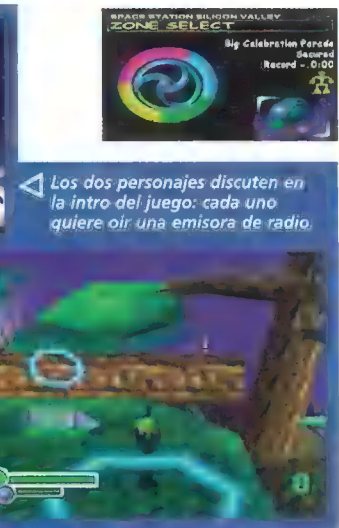 SPACE STATION SILICON VALLEY
ZONE SELECT
Big Celebration Parade
Secured
Record - 0:00
Los dos personajes discuten en
la intro del juego: cada uno
quiere oír una emisora de radio.